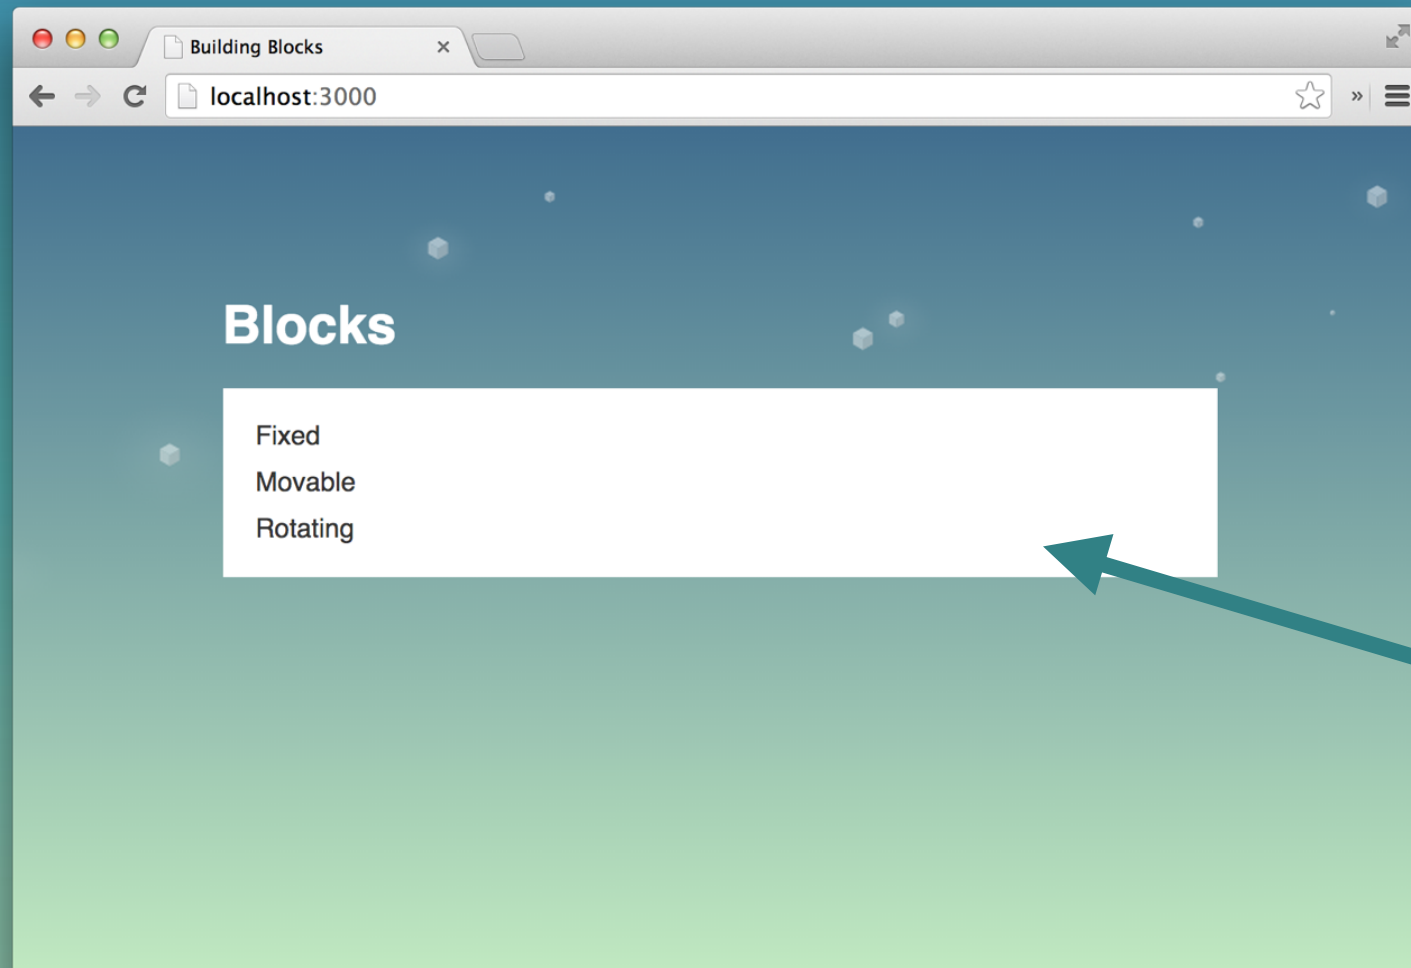 Building Blocks
localhost:3000
Blocks
Fixed
Movable
Rotating